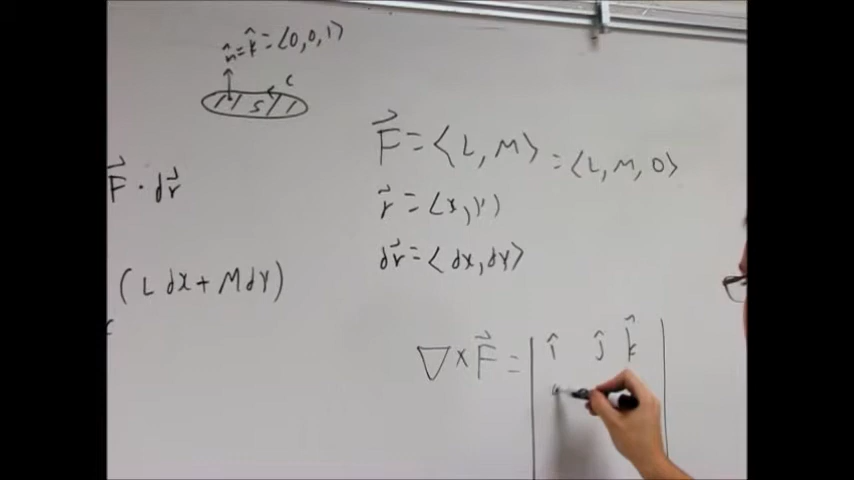 n̂=k̂=⟨0,0,1⟩
C
S
F⃗ · dr⃗
(L dx + M dy)
F⃗ = ⟨L, M⟩ = ⟨L, M, 0⟩
r⃗ = ⟨x, y⟩
dr⃗ = ⟨dx, dy⟩
∇ × F⃗ = | î ĵ k̂ |